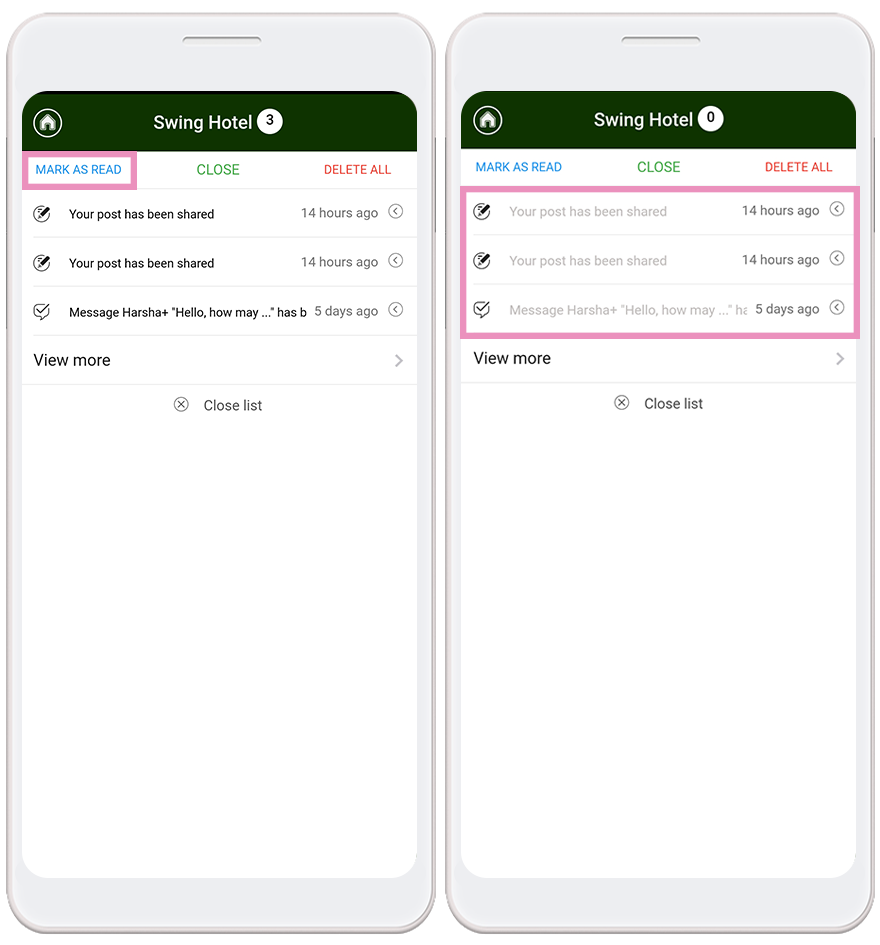 Swing Hotel 3
MARK AS READ CLOSE DELETE ALL
Your post has been shared 14 hours ago
Your post has been shared 14 hours ago
Message Harsha+ "Hello, how may ..." has b 5 days ago
View more
Close list
Swing Hotel 0
MARK AS READ CLOSE DELETE ALL
Your post has been shared 14 hours ago
Your post has been shared 14 hours ago
Message Harsha+ "Hello, how may ..." ha 5 days ago
View more
Close list